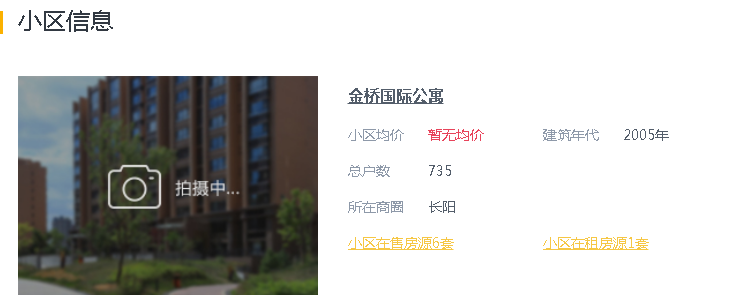 小区信息
拍摄中...
金桥国际公寓
小区均价 暂无均价 建筑年代 2005年
总户数 735
所在商圈 长阳
小区在售房源6套 小区在租房源1套